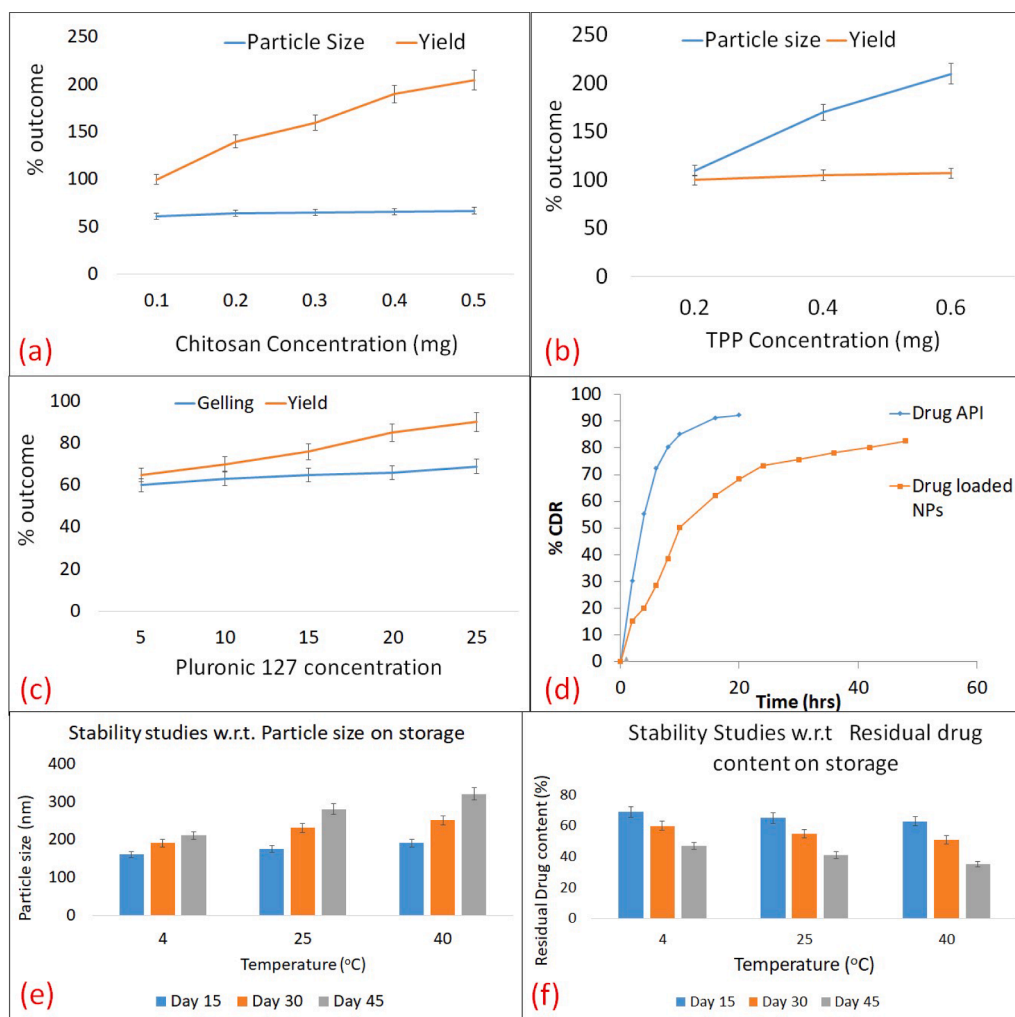 250
200
150
100
50
0
% outcome
Particle Size
Yield
0.1 0.2 0.3 0.4 0.5
Chitosan Concentration (mg)
(a)
250
200
150
100
50
0
% outcome
Particle size
Yield
0.2 0.4 0.6
TPP Concentration (mg)
(b)
100
80
60
40
20
0
% outcome
Gelling
Yield
5 10 15 20 25
Pluronic 127 concentration
(c)
100
90
80
70
60
50
40
30
20
10
0
% CDR
Drug API
Drug loaded
NPs
0 20 40 60
Time (hrs)
(d)
Stability studies w.r.t. Particle size on storage
400
300
200
100
0
Particle size (nm)
4 25 40
Temperature (°C)
Day 15 Day 30 Day 45
(e)
Stability Studies w.r.t Residual drug
content on storage
80
60
40
20
0
Residual Drug content (%)
4 25 40
Temperature (°C)
Day 15 Day 30 Day 45
(f)